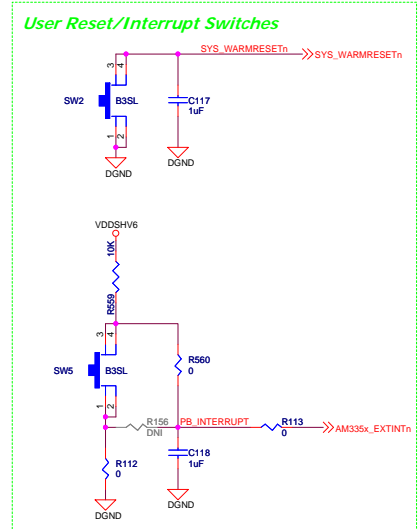 User Reset/Interrupt Switches
SYS_WARMRESETn
SYS_WARMRESETn
3
4
SW2
B3SL
C117
1uF
1
2
DGND
DGND
VDDSHV6
10K
R559
3
4
R560
0
SW5
B3SL
1
2
R156
DNI
PB_INTERRUPT
R113
0
AM335x_EXTINTn
R112
0
C118
1uF
DGND
DGND